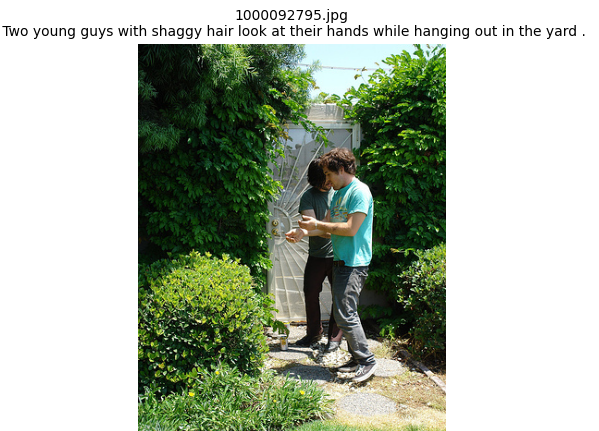 1000092795.jpg
Two young guys with shaggy hair look at their hands while hanging out in the yard .